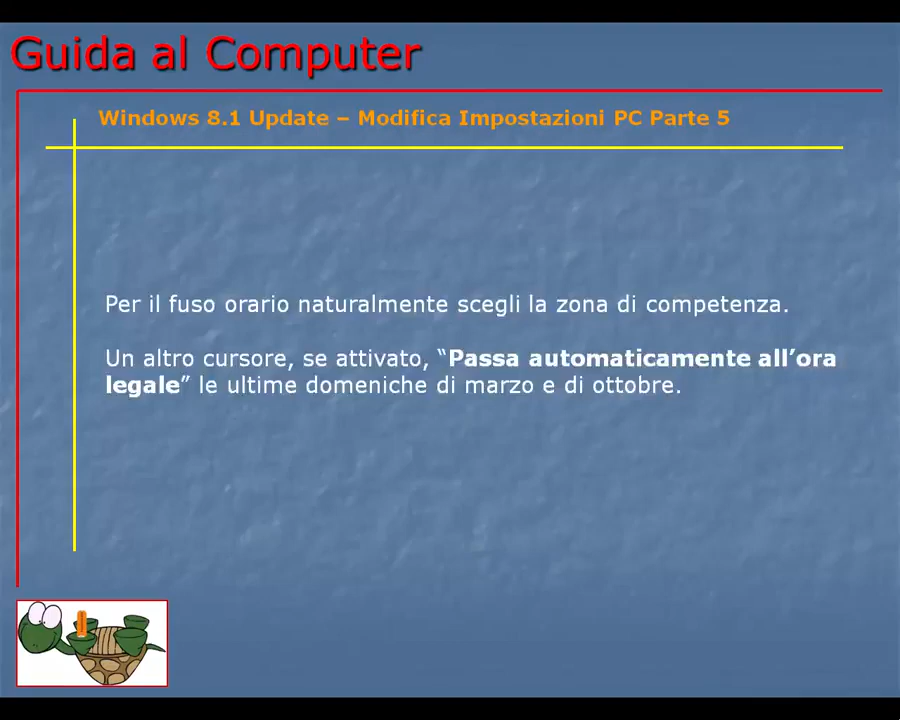 Guida al Computer
Windows 8.1 Update – Modifica Impostazioni PC Parte 5
Per il fuso orario naturalmente scegli la zona di competenza.
Un altro cursore, se attivato, “Passa automaticamente all’ora
legale” le ultime domeniche di marzo e di ottobre.